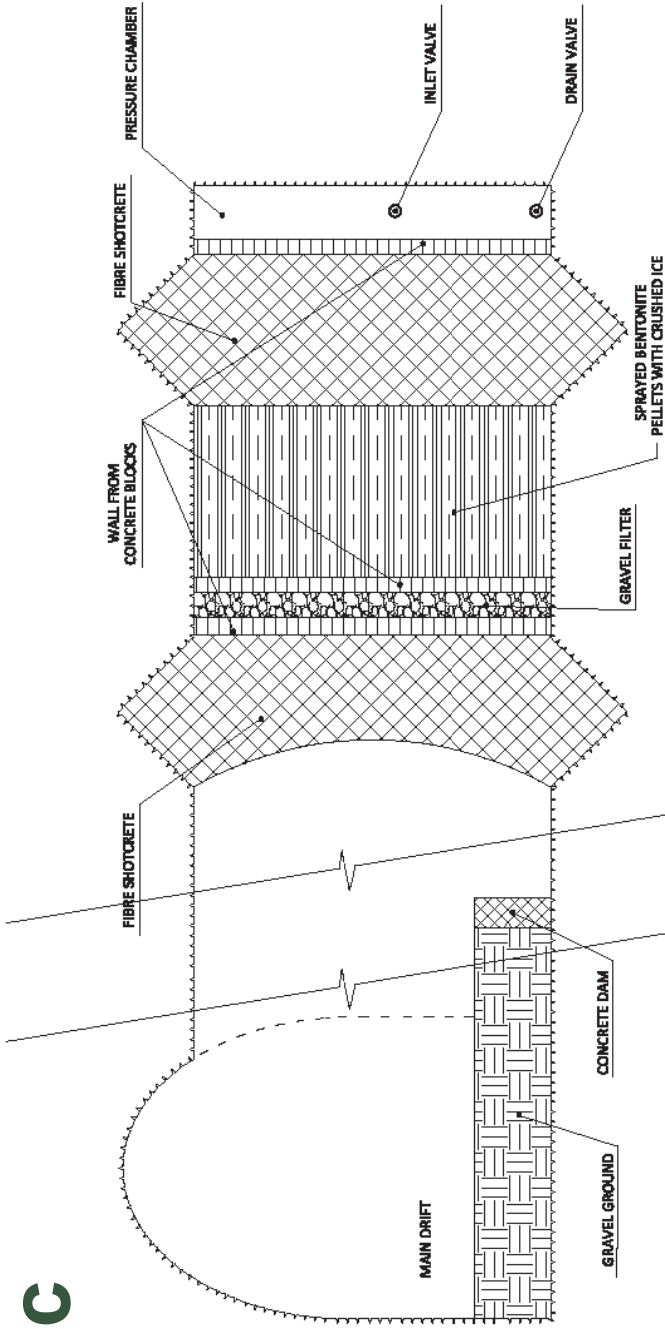 C
PRESSURE CHAMBER
FIBRE SHOTCRETE
INLET VALVE
DRAIN VALVE
WALL FROM
CONCRETE BLOCKS
SPRAYED BENTONITE
PELLETS WITH CRUSHED ICE
GRAVEL FILTER
FIBRE SHOTCRETE
CONCRETE DAM
MAIN DRIFT
GRAVEL GROUND